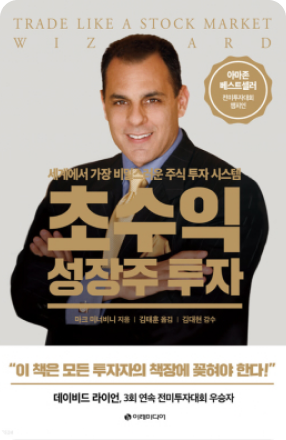 TRADE LIKE A STOCK MARKET
WIZARD
아마존
베스트셀러
전미투자대회
챔피언
세계에서 가장 비밀스러운 주식 투자 시스템
초수익
성장주 투자
마크 미너비니 지음 | 김태훈 옮김 | 김대현 감수
“이 책은 모든 투자자의 책장에 꽂혀야 한다!”
데이비드 라이언, 3회 연속 전미투자대회 우승자
이레미디어